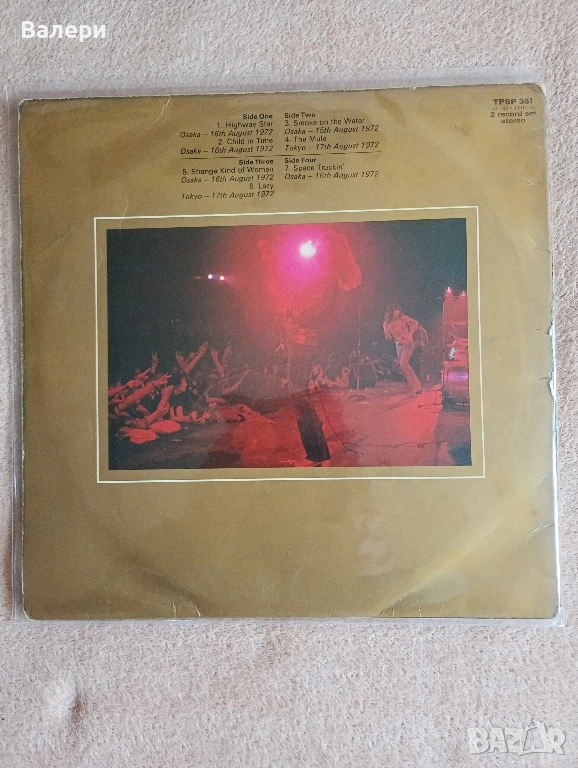 Валери
Side One
1. Highway Star
Osaka – 16th August 1972
2. Child in Time
Osaka – 16th August 1972
Side Two
3. Smoke on the Water
Osaka – 15th August 1972
4. The Mule
Tokyo – 17th August 1972
Side Three
5. Strange Kind of Woman
Osaka – 16th August 1972
6. Lazy
Tokyo – 17th August 1972
Side Four
7. Space Truckin'
Osaka – 16th August 1972
TPSP 351
2 record set
stereo
BAZAR